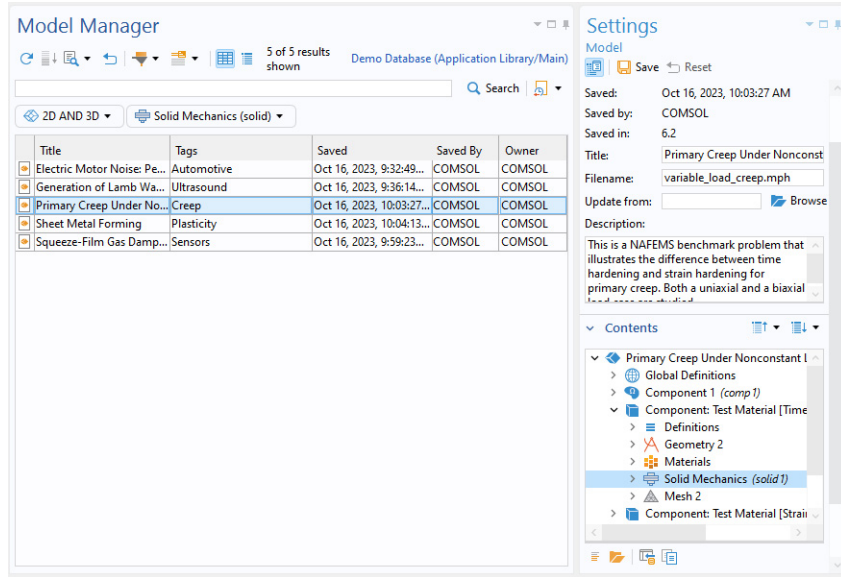 Model Manager
5 of 5 results
shown
Demo Database (Application Library/Main)
Search
2D AND 3D
Solid Mechanics (solid)
Title Tags Saved Saved By Owner
Electric Motor Noise: Pe... Automotive Oct 16, 2023, 9:32:49... COMSOL COMSOL
Generation of Lamb Wa... Ultrasound Oct 16, 2023, 9:36:14... COMSOL COMSOL
Primary Creep Under No... Creep Oct 16, 2023, 10:03:27... COMSOL COMSOL
Sheet Metal Forming Plasticity Oct 16, 2023, 10:04:13... COMSOL COMSOL
Squeeze-Film Gas Damp... Sensors Oct 16, 2023, 9:59:23... COMSOL COMSOL
Settings
Model
Save Reset
Saved: Oct 16, 2023, 10:03:27 AM
Saved by: COMSOL
Saved in: 6.2
Title: Primary Creep Under Nonconst
Filename: variable_load_creep.mph
Update from: Browse
Description:
This is a NAFEMS benchmark problem that
illustrates the difference between time
hardening and strain hardening for
primary creep. Both a uniaxial and a biaxial
load case are studied
Contents
Primary Creep Under Nonconstant L
Global Definitions
Component 1 (comp1)
Component: Test Material [Time
Definitions
Geometry 2
Materials
Solid Mechanics (solid1)
Mesh 2
Component: Test Material [Strain